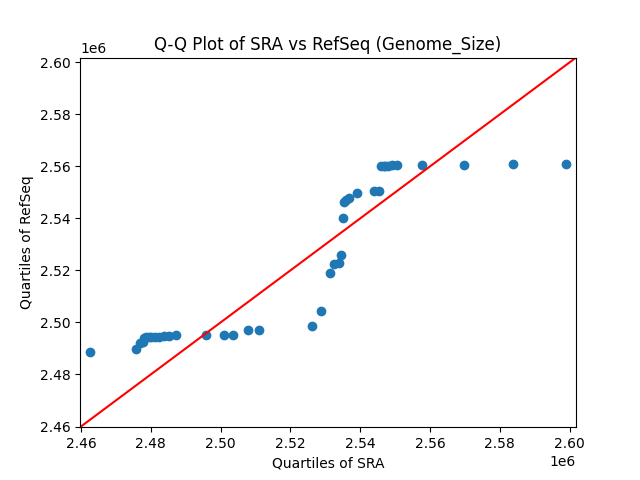 Q-Q Plot of SRA vs RefSeq (Genome_Size)
1e6
2.60
2.58
2.56
2.54
2.52
2.50
2.48
2.46
Quartiles of RefSeq
2.46 2.48 2.50 2.52 2.54 2.56 2.58 2.60
Quartiles of SRA
1e6